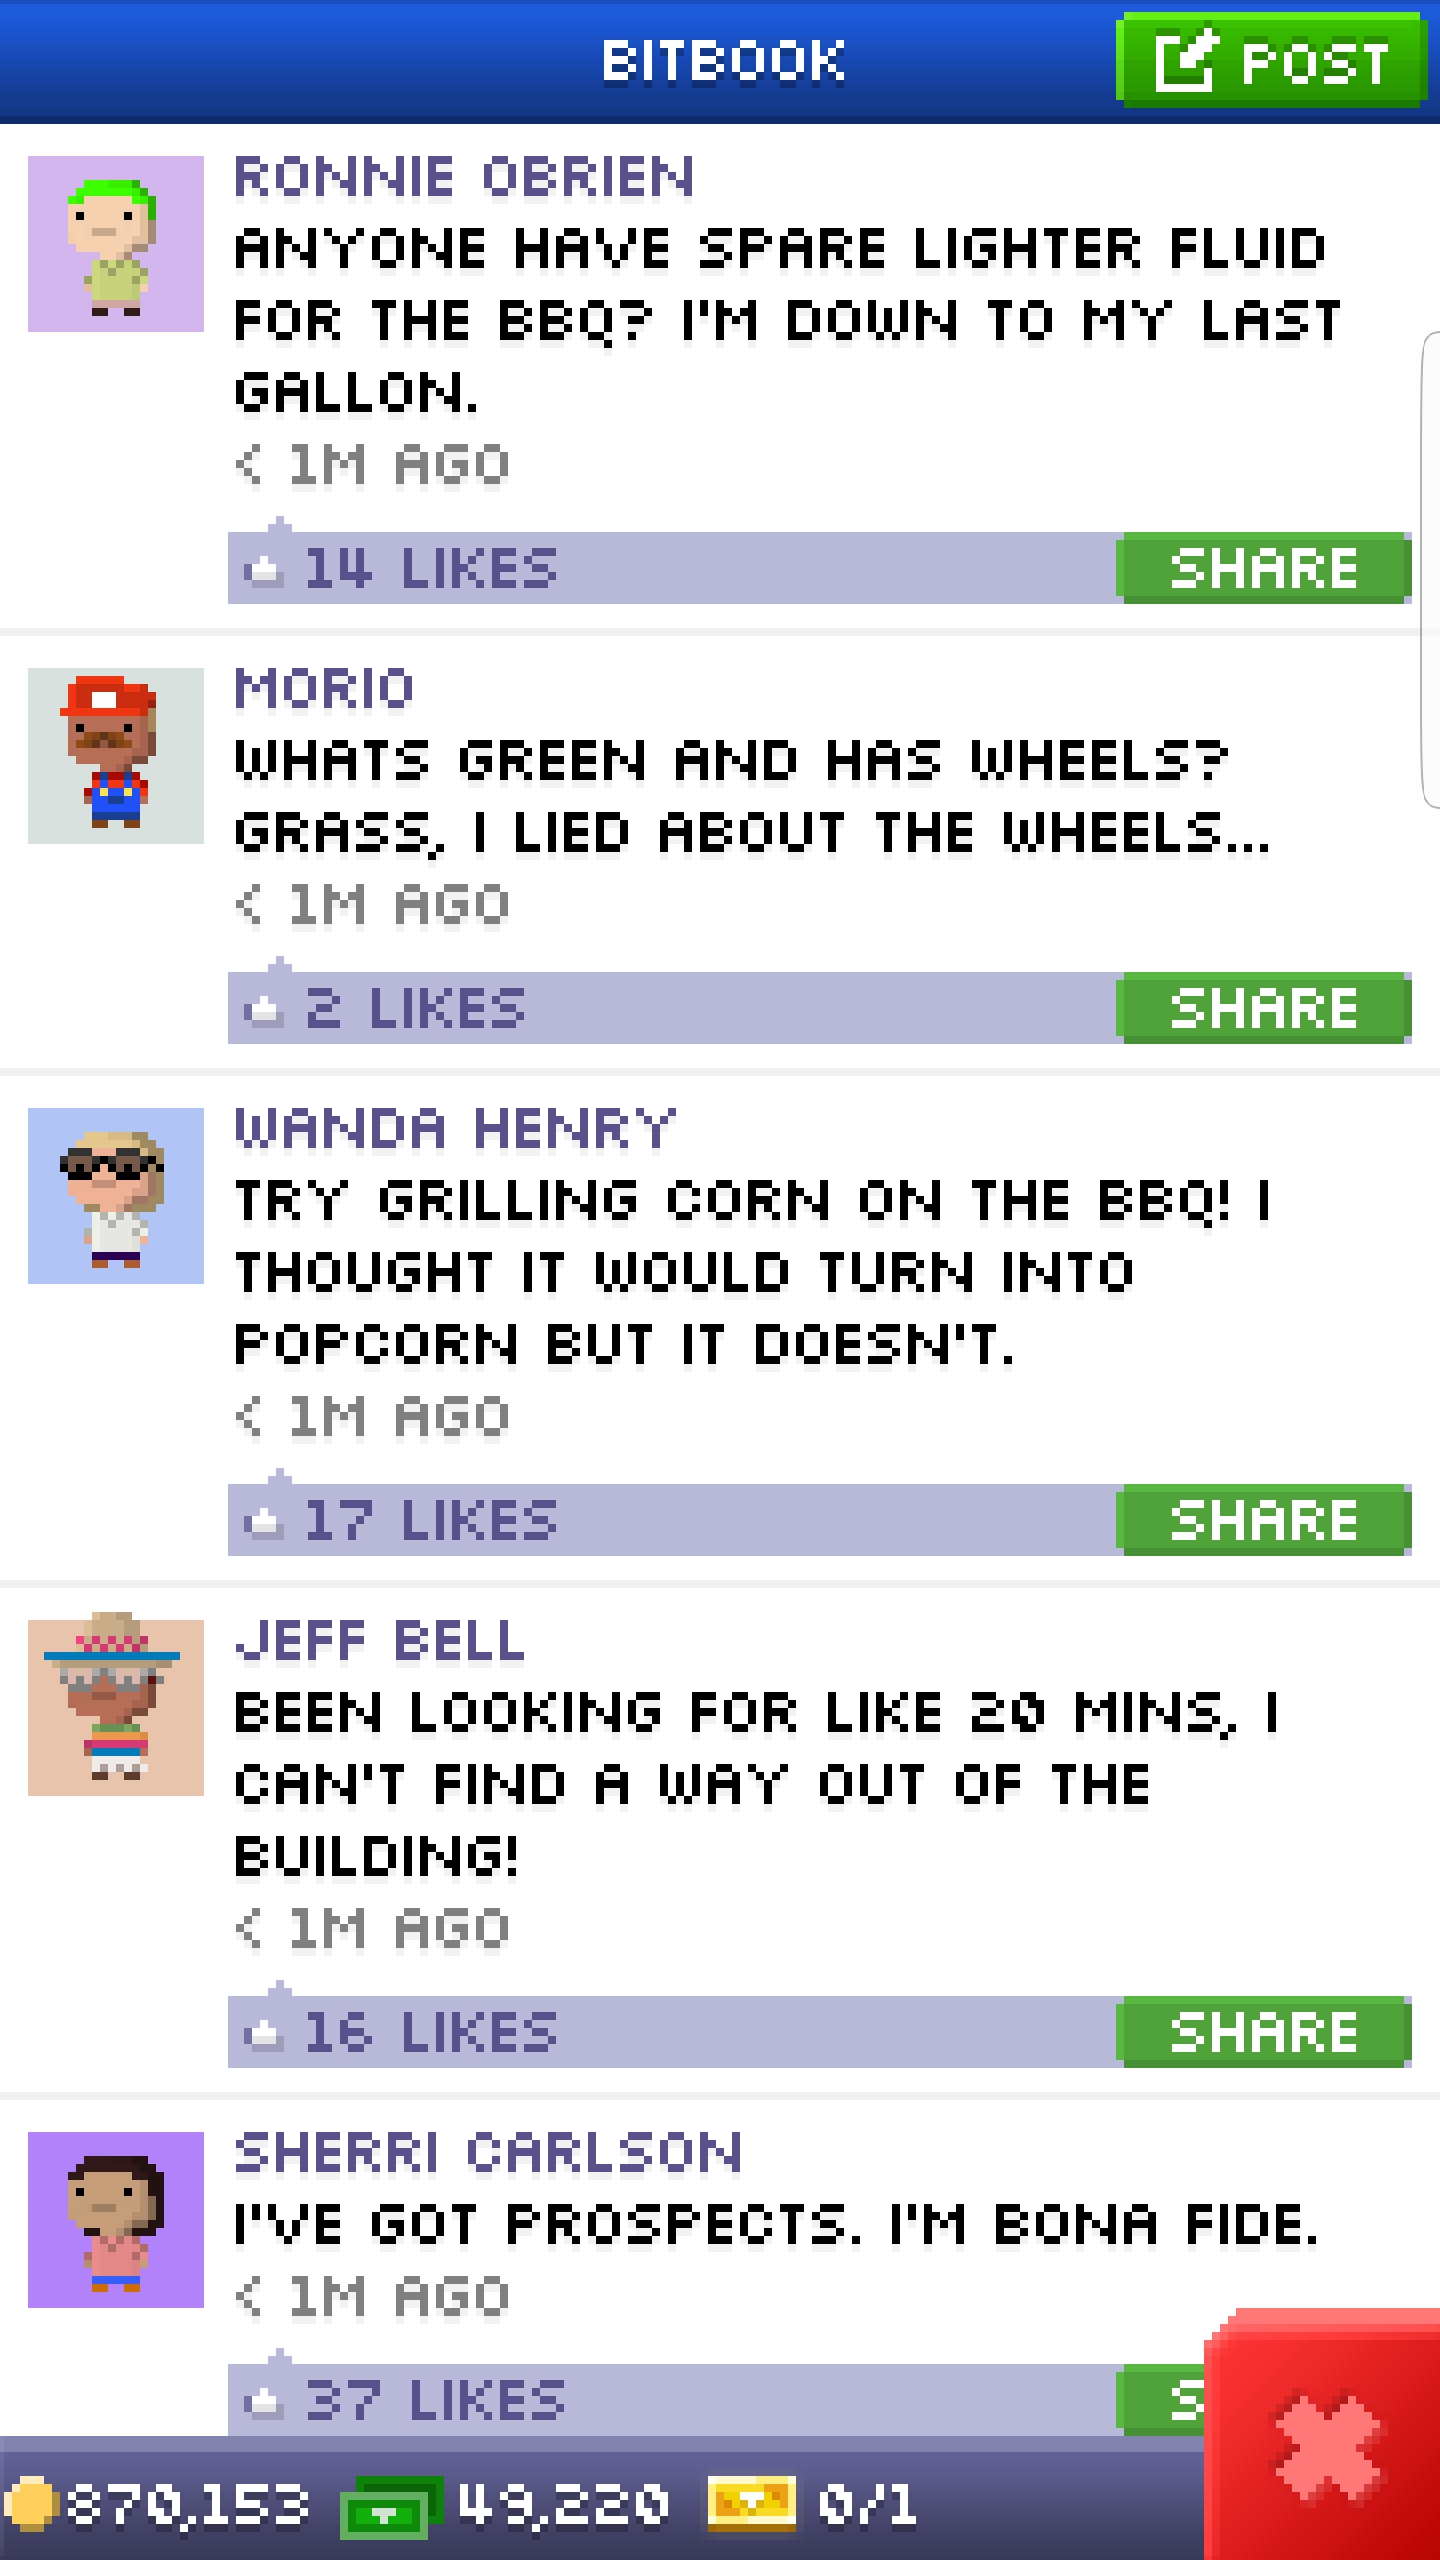 BITBOOK
POST
RONNIE OBRIEN
ANYONE HAVE SPARE LIGHTER FLUID
FOR THE BBQ? I'M DOWN TO MY LAST
GALLON.
< 1M AGO
14 LIKES
SHARE
MORIO
WHATS GREEN AND HAS WHEELS?
GRASS, I LIED ABOUT THE WHEELS...
< 1M AGO
2 LIKES
SHARE
WANDA HENRY
TRY GRILLING CORN ON THE BBQ! I
THOUGHT IT WOULD TURN INTO
POPCORN BUT IT DOESN'T.
< 1M AGO
17 LIKES
SHARE
JEFF BELL
BEEN LOOKING FOR LIKE 20 MINS, I
CAN'T FIND A WAY OUT OF THE
BUILDING!
< 1M AGO
16 LIKES
SHARE
SHERRI CARLSON
I'VE GOT PROSPECTS. I'M BONA FIDE.
< 1M AGO
37 LIKES
870,153
49,220
0/1